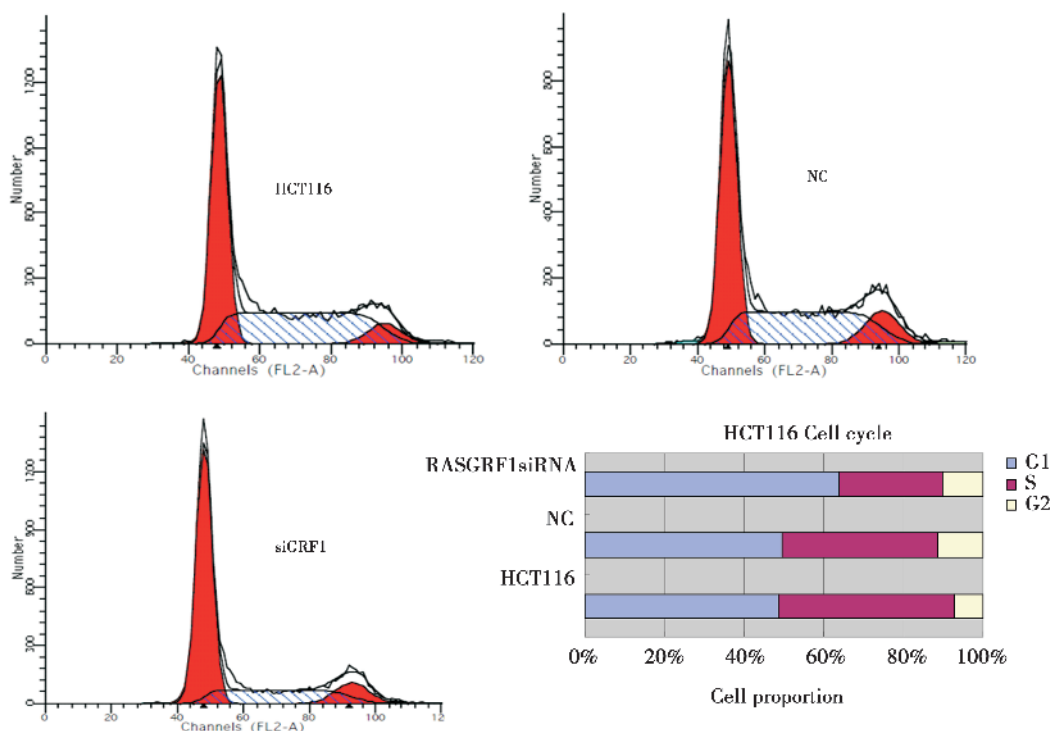 1200
900
600
300
0
Number
HCT116
0 20 40 60 80 100 120
Channels (FL2-A)
800
600
400
200
0
Number
NC
0 20 40 60 80 100 120
Channels (FL2-A)
1200
900
600
300
0
Number
siGRF1
0 20 40 60 80 100 12
Channels (FL2-A)
HCT116 Cell cycle
RASGRF1siRNA
NC
HCT116
G1
S
G2
0% 20% 40% 60% 80% 100%
Cell proportion